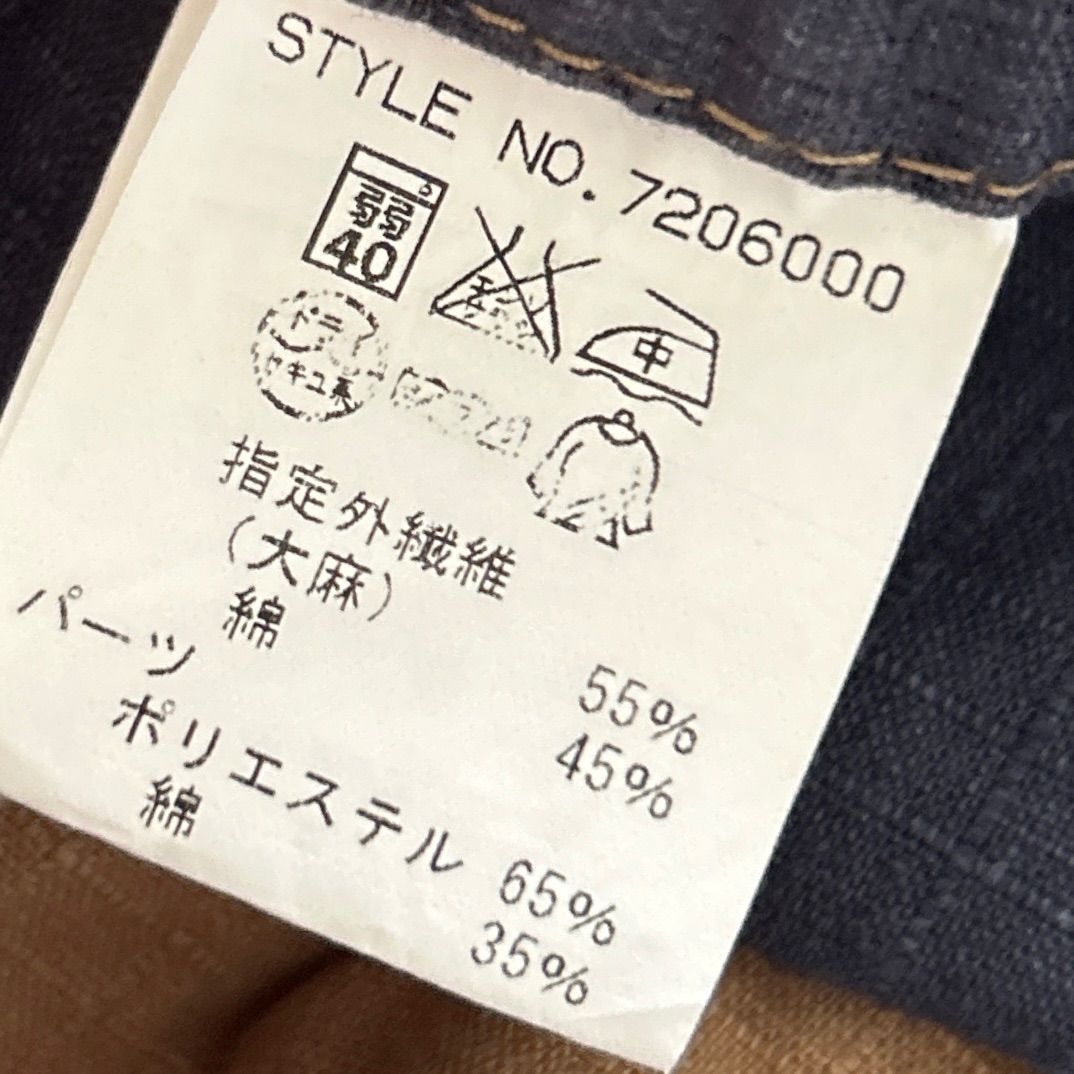 STYLE NO.7206000
弱
40
中
ドライ
セキユ系
指定外繊維
(大麻) 55%
綿 45%
パーツ
ポリエステル 65%
綿 35%